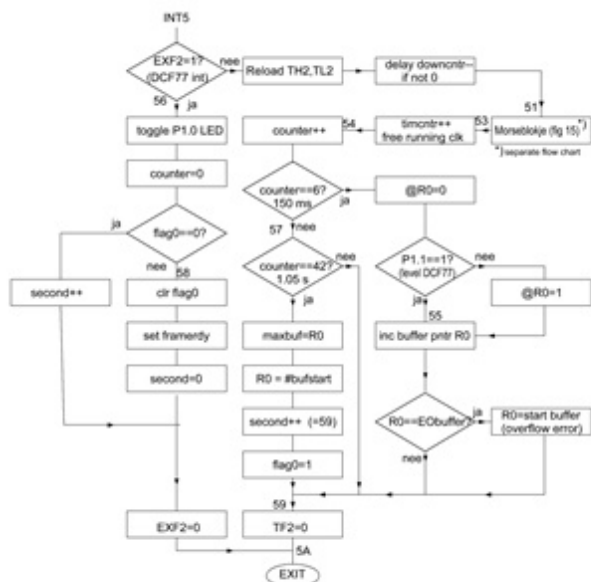 INT5
EXF2=1?
(DCF77 int)
nee
Reload TH2,TL2
delay downcntr--
if not 0
56
ja
51
toggle P1.0 LED
counter++
54
timcntr++
free running clk
53
Morseblokje (fig 15)*)
*)separate flow chart
counter=0
counter==6?
150 ms
ja
@R0=0
57
nee
ja
flag0==0?
nee
58
counter==42?
1.05 s
nee
ja
P1.1==1?
(level DCF77)
nee
ja
55
second++
clr flag0
@R0=1
set framerdy
maxbuf=R0
inc buffer pntr R0
second=0
R0 = #bufstart
second++ (=59)
R0==EObuffer?
ja
nee
R0=start buffer
(overflow error)
flag0=1
59
EXF2=0
TF2=0
5A
EXIT